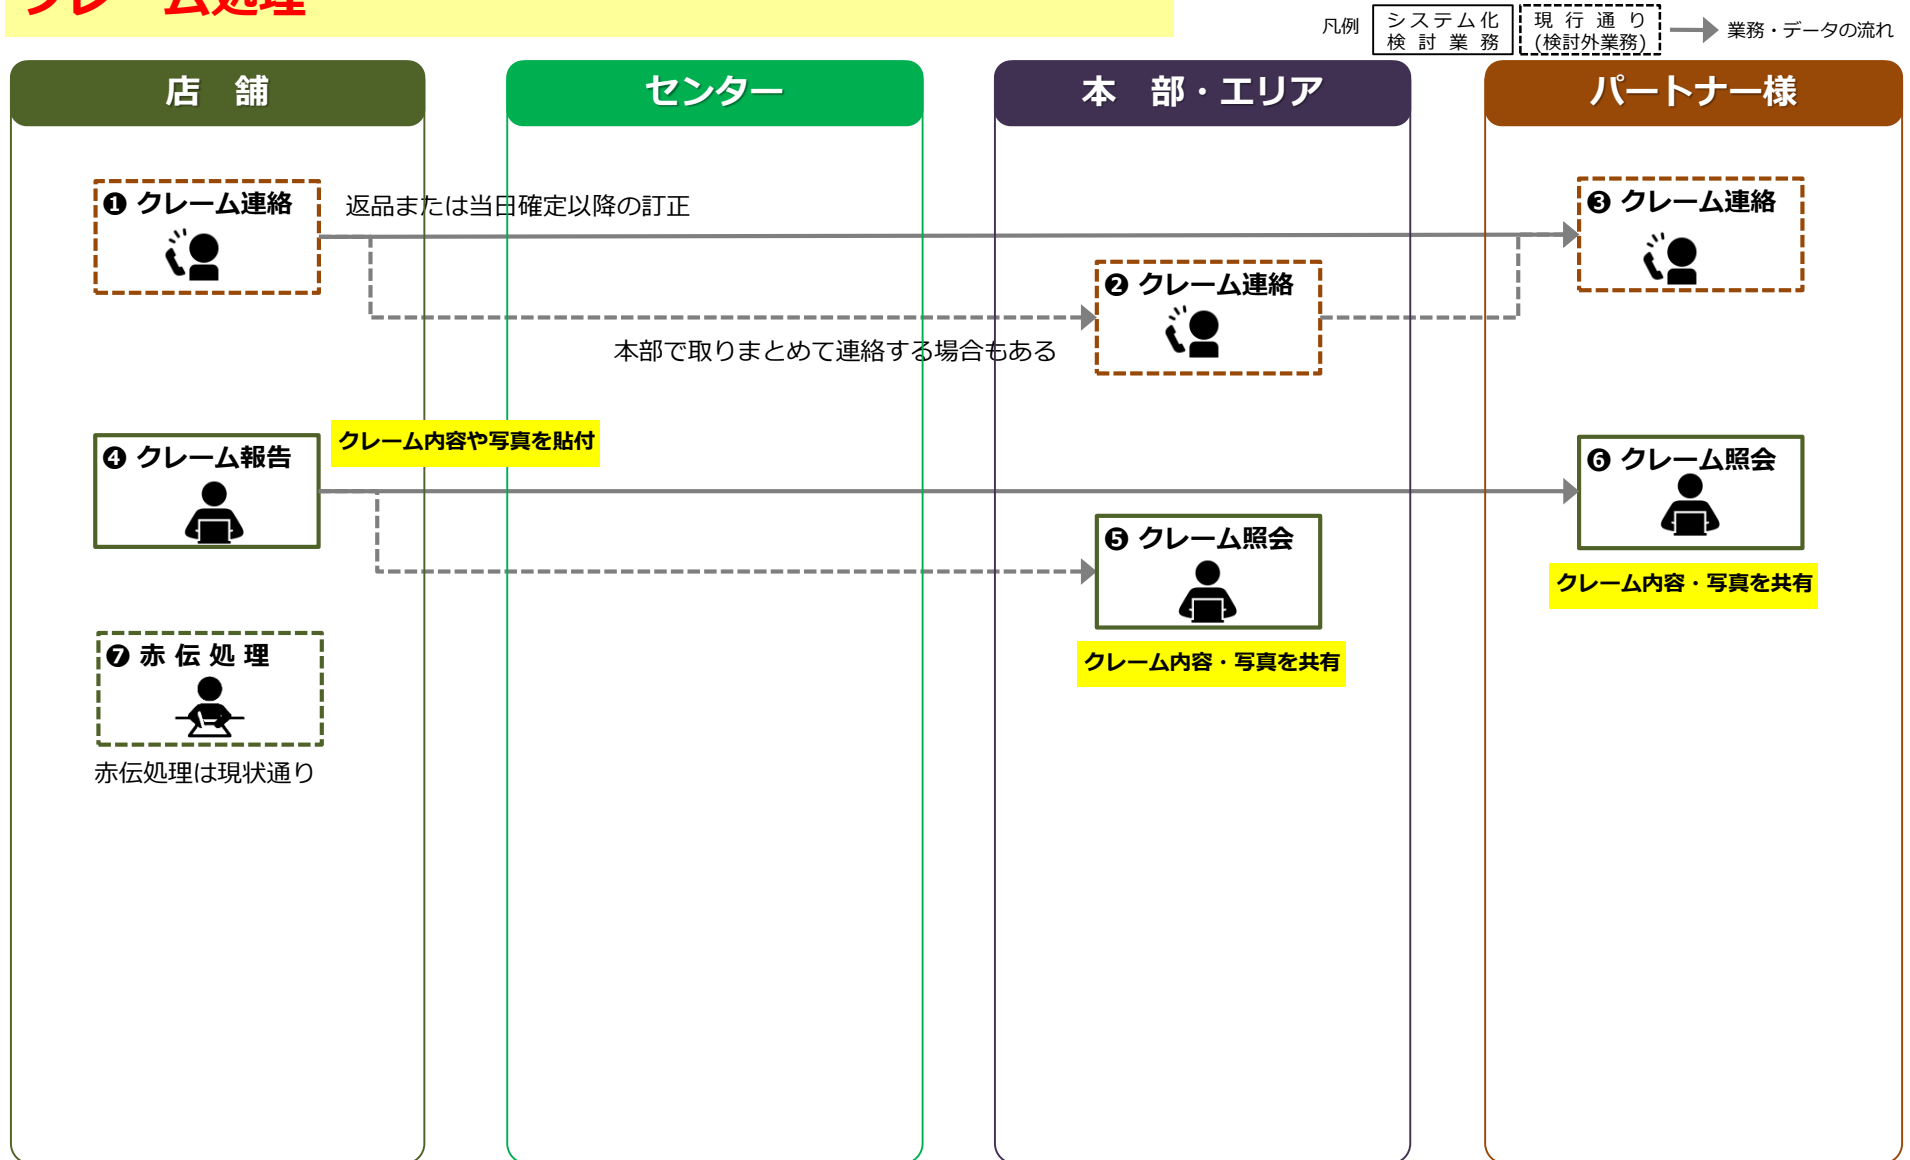 クレーム処理
凡例
システム化
検討業務
現行通り
(検討外業務)
業務・データの流れ
店　舗
センター
本　部・エリア
パートナー様
❶ クレーム連絡
返品または当日確定以降の訂正
❸ クレーム連絡
❷ クレーム連絡
本部で取りまとめて連絡する場合もある
❹ クレーム報告
クレーム内容や写真を貼付
❻ クレーム照会
❺ クレーム照会
クレーム内容・写真を共有
クレーム内容・写真を共有
❼ 赤伝処理
赤伝処理は現状通り